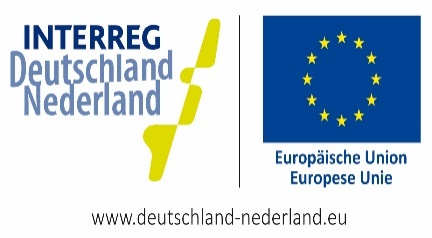 INTERREG
Deutschland
Nederland
Europäische Union
Europese Unie
www.deutschland-nederland.eu